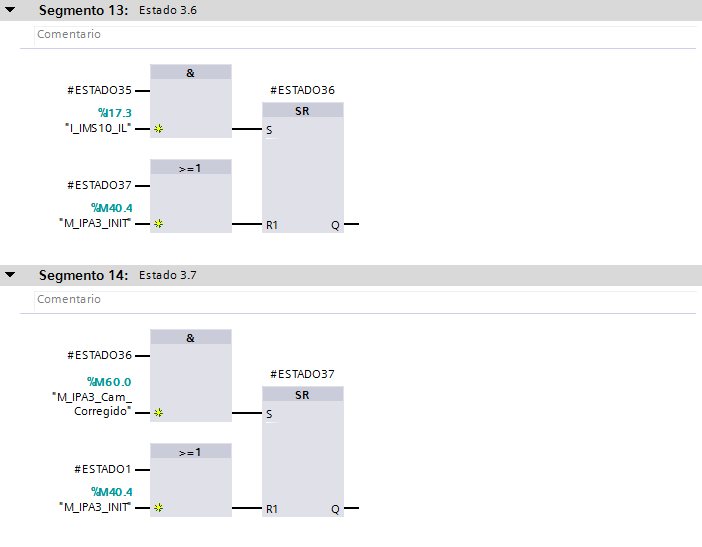 Segmento 13: Estado 3.6
Comentario
&
#ESTADO35
#ESTADO36
%I17.3
SR
"I_IMS10_IL"
S
>=1
#ESTADO37
%M40.4
"M_IPA3_INIT"
R1 Q
Segmento 14: Estado 3.7
Comentario
&
#ESTADO36
#ESTADO37
%M60.0
SR
"M_IPA3_Cam_
Corregido"
S
>=1
#ESTADO1
%M40.4
"M_IPA3_INIT"
R1 Q